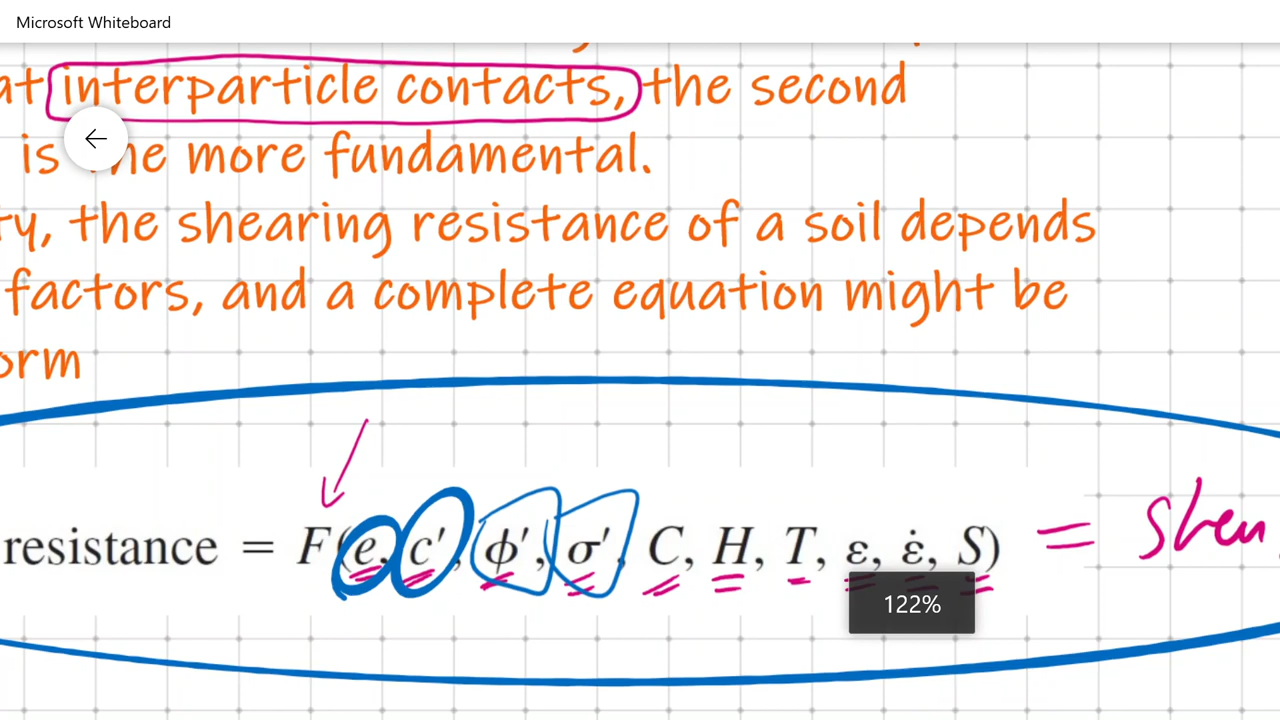 Microsoft Whiteboard
at interparticle contacts, the second
is the more fundamental.
ty, the shearing resistance of a soil depends
factors, and a complete equation might be
orm
resistance = F(e, c′, ϕ′, σ′, C, H, T, ε, ε̇, S) =
122%